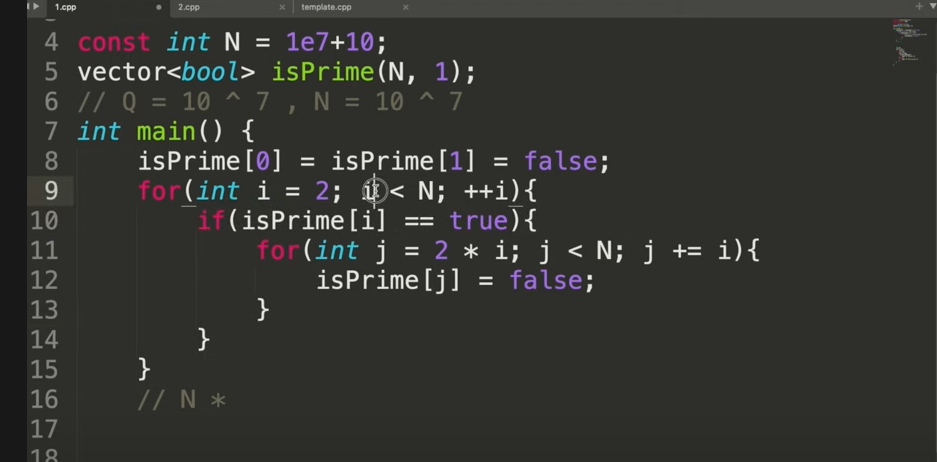 1.cpp 2.cpp template.cpp
4 const int N = 1e7+10;
5 vector<bool> isPrime(N, 1);
6 // Q = 10 ^ 7 , N = 10 ^ 7
7 int main() {
8 isPrime[0] = isPrime[1] = false;
9 for(int i = 2; i < N; ++i){
10 if(isPrime[i] == true){
11 for(int j = 2 * i; j < N; j += i){
12 isPrime[j] = false;
13 }
14 }
15 }
16 // N *
17
18